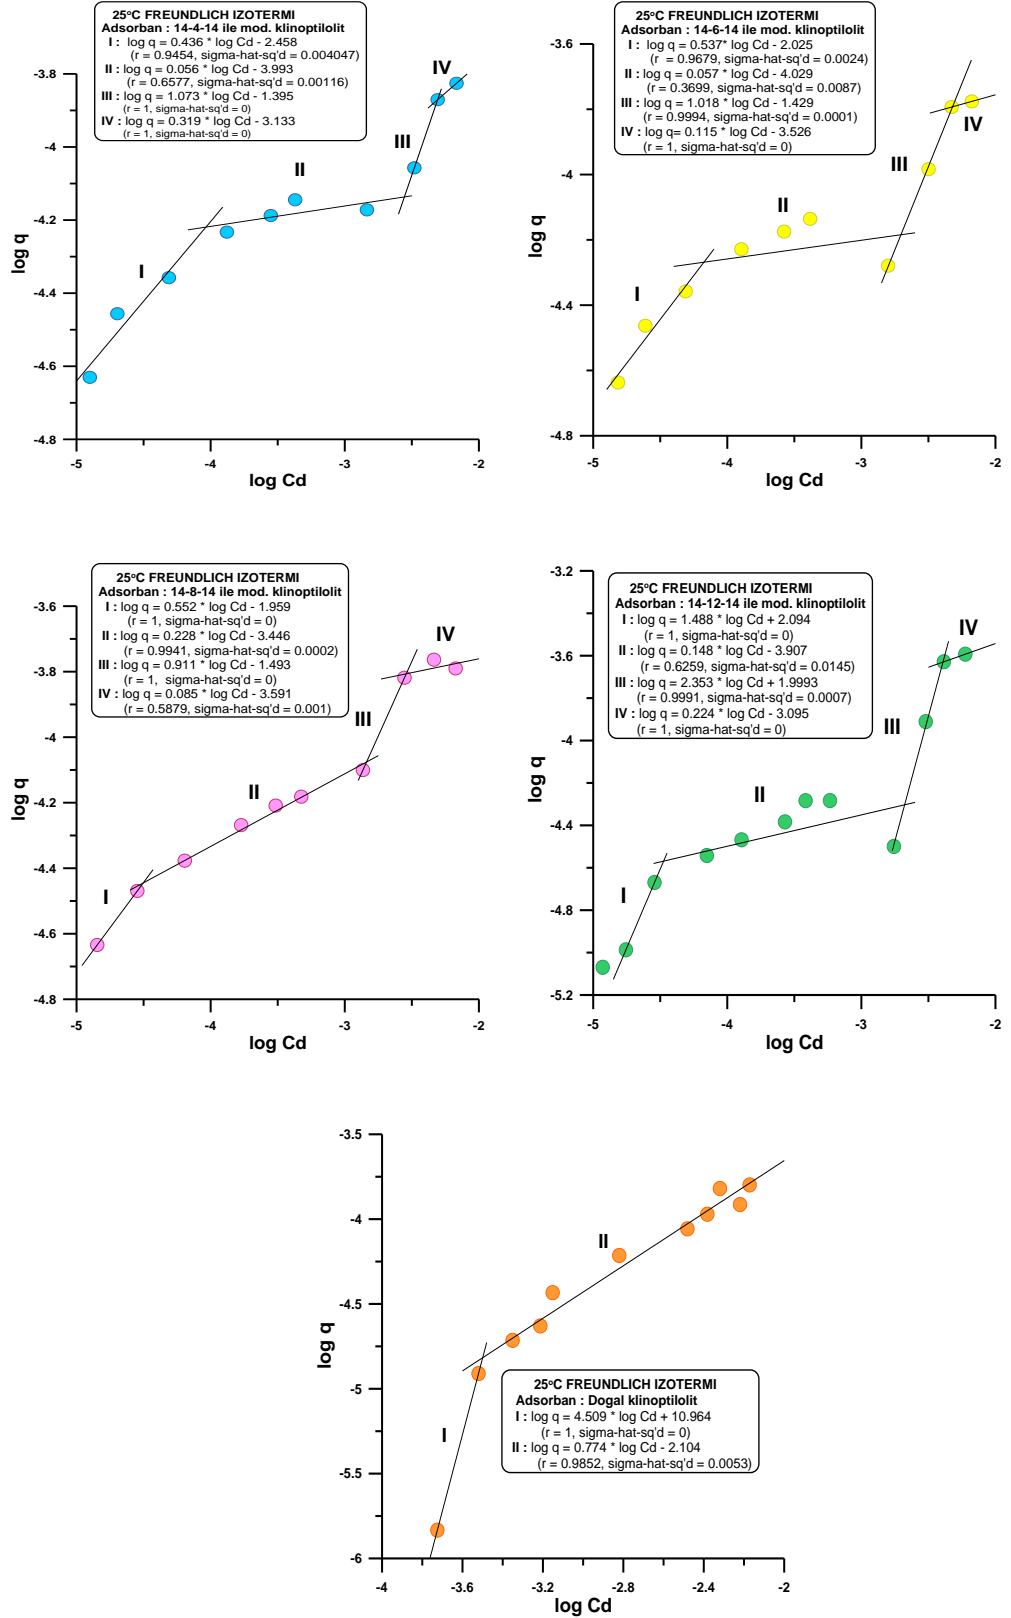 25°C FREUNDLICH IZOTERMI
Adsorban : 14-4-14 ile mod. klinoptilolit
I : log q = 0.436 * log Cd - 2.458
(r = 0.9454, sigma-hat-sq'd = 0.004047)
II : log q = 0.056 * log Cd - 3.993
(r = 0.6577, sigma-hat-sq'd = 0.00116)
III : log q = 1.073 * log Cd - 1.395
(r = 1, sigma-hat-sq'd = 0)
IV : log q = 0.319 * log Cd - 3.133
(r = 1, sigma-hat-sq'd = 0)
IV
III
II
I
-3.8
-4
-4.2
-4.4
-4.6
-4.8
log q
-5
-4
-3
-2
log Cd
25°C FREUNDLICH IZOTERMI
Adsorban : 14-6-14 ile mod. klinoptilolit
I : log q = 0.537* log Cd - 2.025
(r = 0.9679, sigma-hat-sq'd = 0.0024)
II : log q = 0.057 * log Cd - 4.029
(r = 0.3699, sigma-hat-sq'd = 0.0087)
III : log q = 1.018 * log Cd - 1.429
(r = 0.9994, sigma-hat-sq'd = 0.0001)
IV : log q= 0.115 * log Cd - 3.526
(r = 1, sigma-hat-sq'd = 0)
IV
III
II
I
-3.6
-4
-4.4
-4.8
log q
-5
-4
-3
-2
log Cd
25°C FREUNDLICH IZOTERMI
Adsorban : 14-8-14 ile mod. klinoptilolit
I : log q = 0.552 * log Cd - 1.959
(r = 1, sigma-hat-sq'd = 0)
II : log q = 0.228 * log Cd - 3.446
(r = 0.9941, sigma-hat-sq'd = 0.0002)
III : log q = 0.911 * log Cd - 1.493
(r = 1, sigma-hat-sq'd = 0)
IV : log q = 0.085 * log Cd - 3.591
(r = 0.5879, sigma-hat-sq'd = 0.001)
IV
III
II
I
-3.6
-3.8
-4
-4.2
-4.4
-4.6
-4.8
log q
-5
-4
-3
-2
log Cd
25°C FREUNDLICH IZOTERMI
Adsorban : 14-12-14 ile mod. klinoptilolit
I : log q = 1.488 * log Cd + 2.094
(r = 1, sigma-hat-sq'd = 0)
II : log q = 0.148 * log Cd - 3.907
(r = 0.6259, sigma-hat-sq'd = 0.0145)
III : log q = 2.353 * log Cd + 1.9993
(r = 0.9991, sigma-hat-sq'd = 0.0007)
IV : log q = 0.224 * log Cd - 3.095
(r = 1, sigma-hat-sq'd = 0)
IV
III
II
I
-3.2
-3.6
-4
-4.4
-4.8
-5.2
log q
-5
-4
-3
-2
log Cd
-3.5
-4
-4.5
-5
-5.5
-6
log q
II
I
25°C FREUNDLICH IZOTERMI
Adsorban : Dogal klinoptilolit
I : log q = 4.509 * log Cd + 10.964
(r = 1, sigma-hat-sq'd = 0)
II : log q = 0.774 * log Cd - 2.104
(r = 0.9852, sigma-hat-sq'd = 0.0053)
-4
-3.6
-3.2
-2.8
-2.4
-2
log Cd